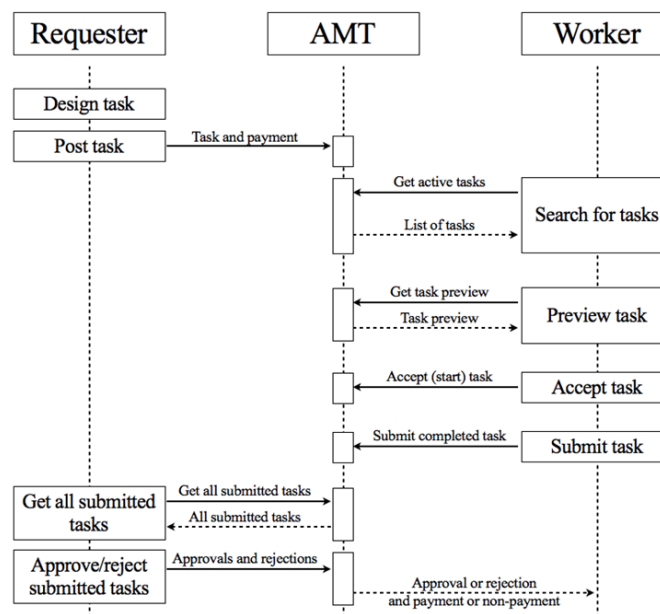 Requester
AMT
Worker
Design task
Post task
Task and payment
Get active tasks
Search for tasks
List of tasks
Get task preview
Preview task
Task preview
Accept (start) task
Accept task
Submit completed task
Submit task
Get all submitted
tasks
Get all submitted tasks
All submitted tasks
Approve/reject
submitted tasks
Approvals and rejections
Approval or rejection
and payment or non-payment